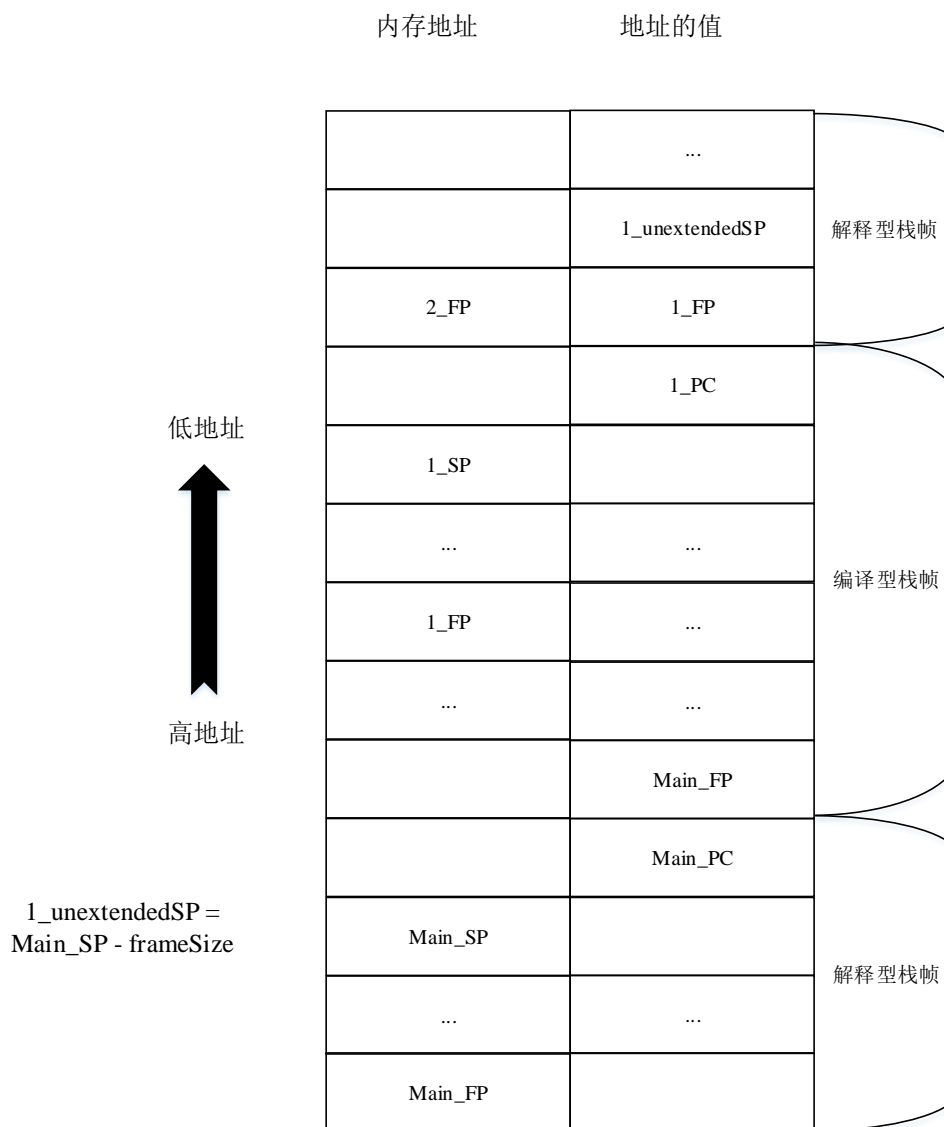 内存地址 地址的值
...
1_unextendedSP
解释型栈帧
2_FP 1_FP
1_PC
低地址
1_SP
... ...
编译型栈帧
1_FP ...
... ...
高地址
Main_FP
Main_PC
1_unextendedSP =
Main_SP - frameSize
Main_SP
解释型栈帧
... ...
Main_FP